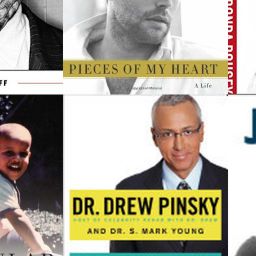 FF
PIECES OF MY HEART
A Life
DR. DREW PINSKY
HOST OF CELEBRITY REHAB WITH DR. DREW
AND DR. S. MARK YOUNG
J